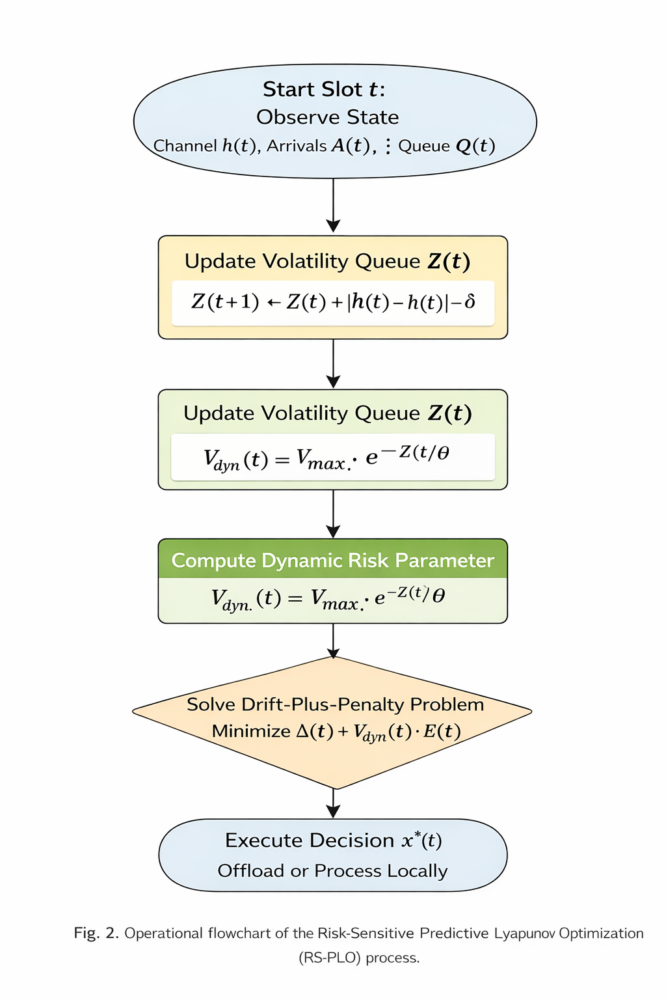 Start Slot t:
Observe State
Channel h(t), Arrivals A(t), ⋮ Queue Q(t)
Update Volatility Queue Z(t)
Z(t+1) ← Z(t) + |h(t) – h(t)| – δ
Update Volatility Queue Z(t)
V_dyn(t) = V_max. · e^{—Z(t/θ}
Compute Dynamic Risk Parameter
V_dyn.(t) = V_max. · e^{–Z(t)/θ}
Solve Drift-Plus-Penalty Problem
Minimize Δ(t) + V_dyn(t) · E(t)
Execute Decision x*(t)
Offload or Process Locally
Fig. 2. Operational flowchart of the Risk-Sensitive Predictive Lyapunov Optimization
(RS-PLO) process.